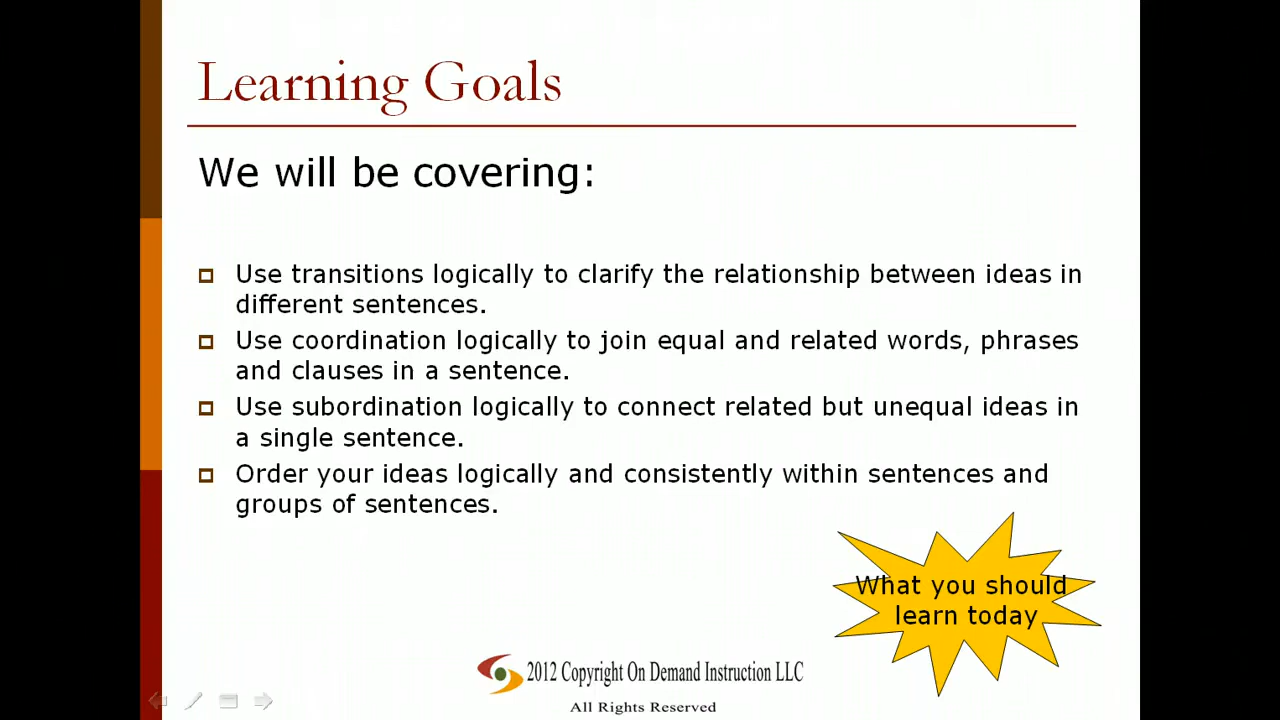 Learning Goals
We will be covering:
Use transitions logically to clarify the relationship between ideas in
different sentences.
Use coordination logically to join equal and related words, phrases
and clauses in a sentence.
Use subordination logically to connect related but unequal ideas in
a single sentence.
Order your ideas logically and consistently within sentences and
groups of sentences.
What you should
learn today
2012 Copyright On Demand Instruction LLC
All Rights Reserved